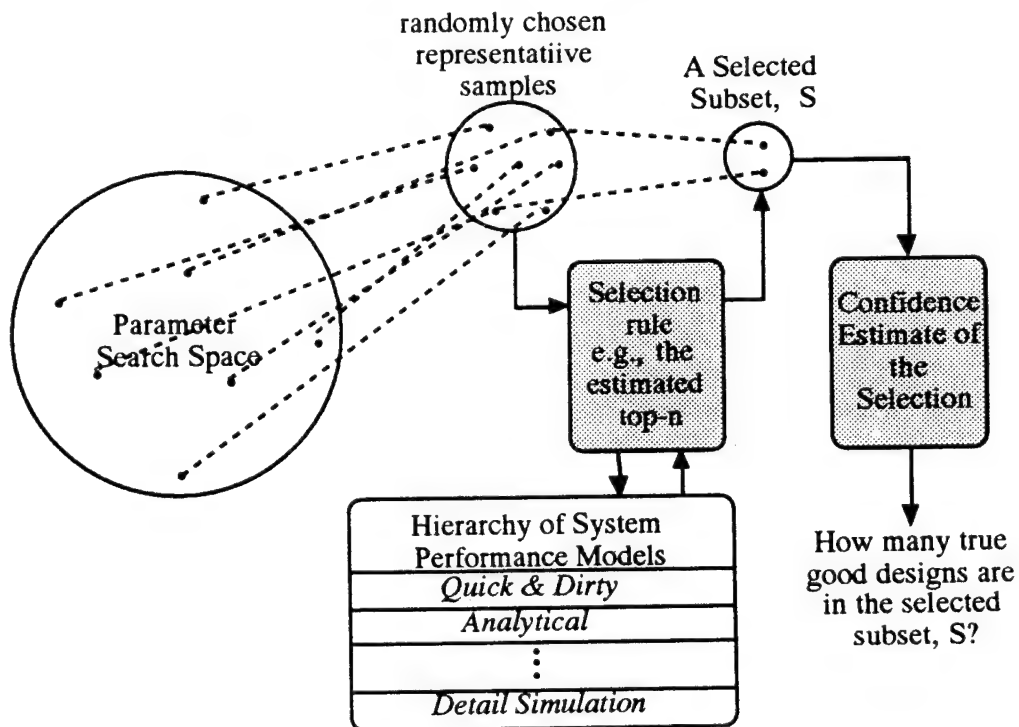 randomly chosen
representatiive
samples
A Selected
Subset, S
Parameter
Search Space
Selection
rule
e.g., the
estimated
top-n
Confidence
Estimate of
the
Selection
Hierarchy of System
Performance Models
Quick & Dirty
Analytical
Detail Simulation
How many true
good designs are
in the selected
subset, S?